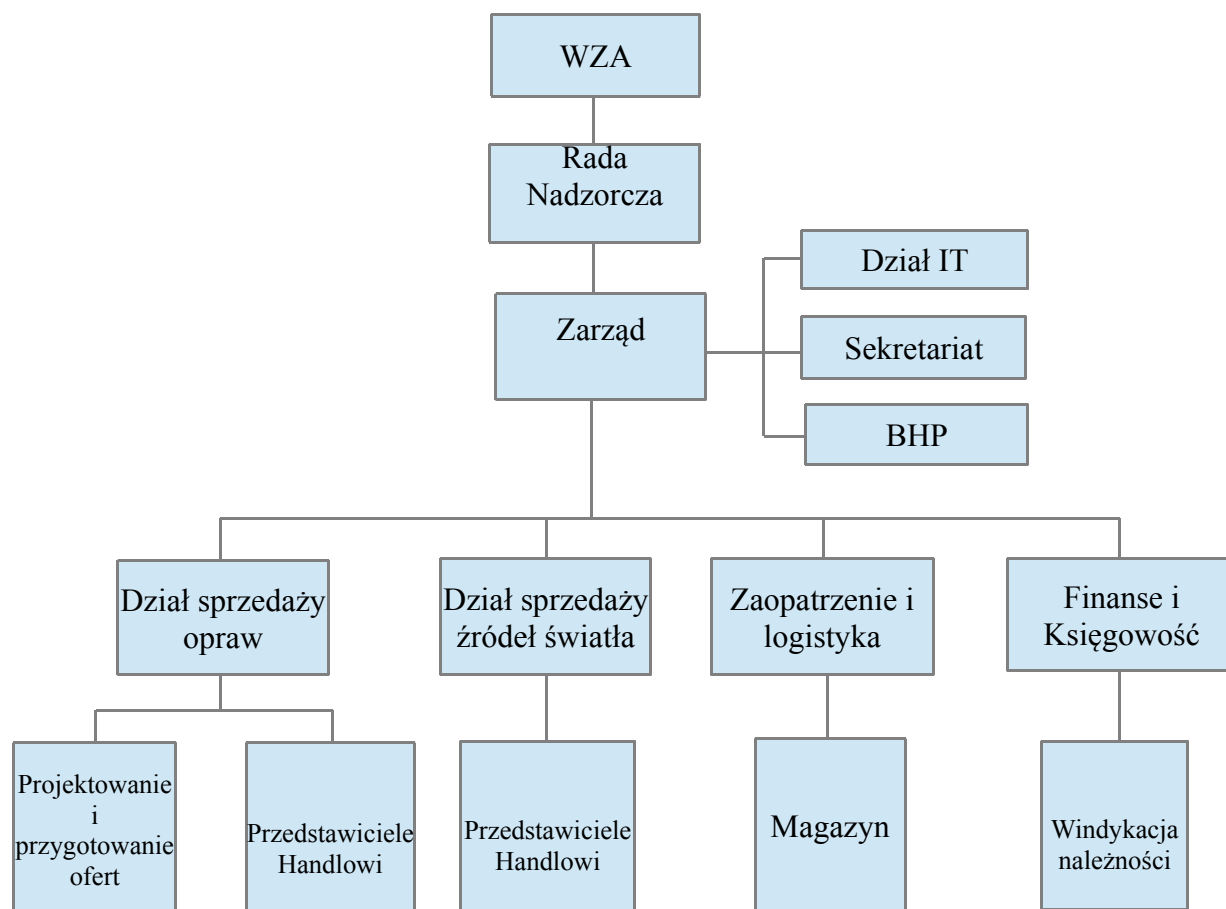 WZA
Rada
Nadzorcza
Dział IT
Zarząd
Sekretariat
BHP
Dział sprzedaży
opraw
Dział sprzedaży
źródeł światła
Zaopatrzenie i
logistyka
Finanse i
Księgowość
Projektowanie
i
przygotowanie
ofert
Przedstawiciele
Handlowi
Przedstawiciele
Handlowi
Magazyn
Windykacja
należności